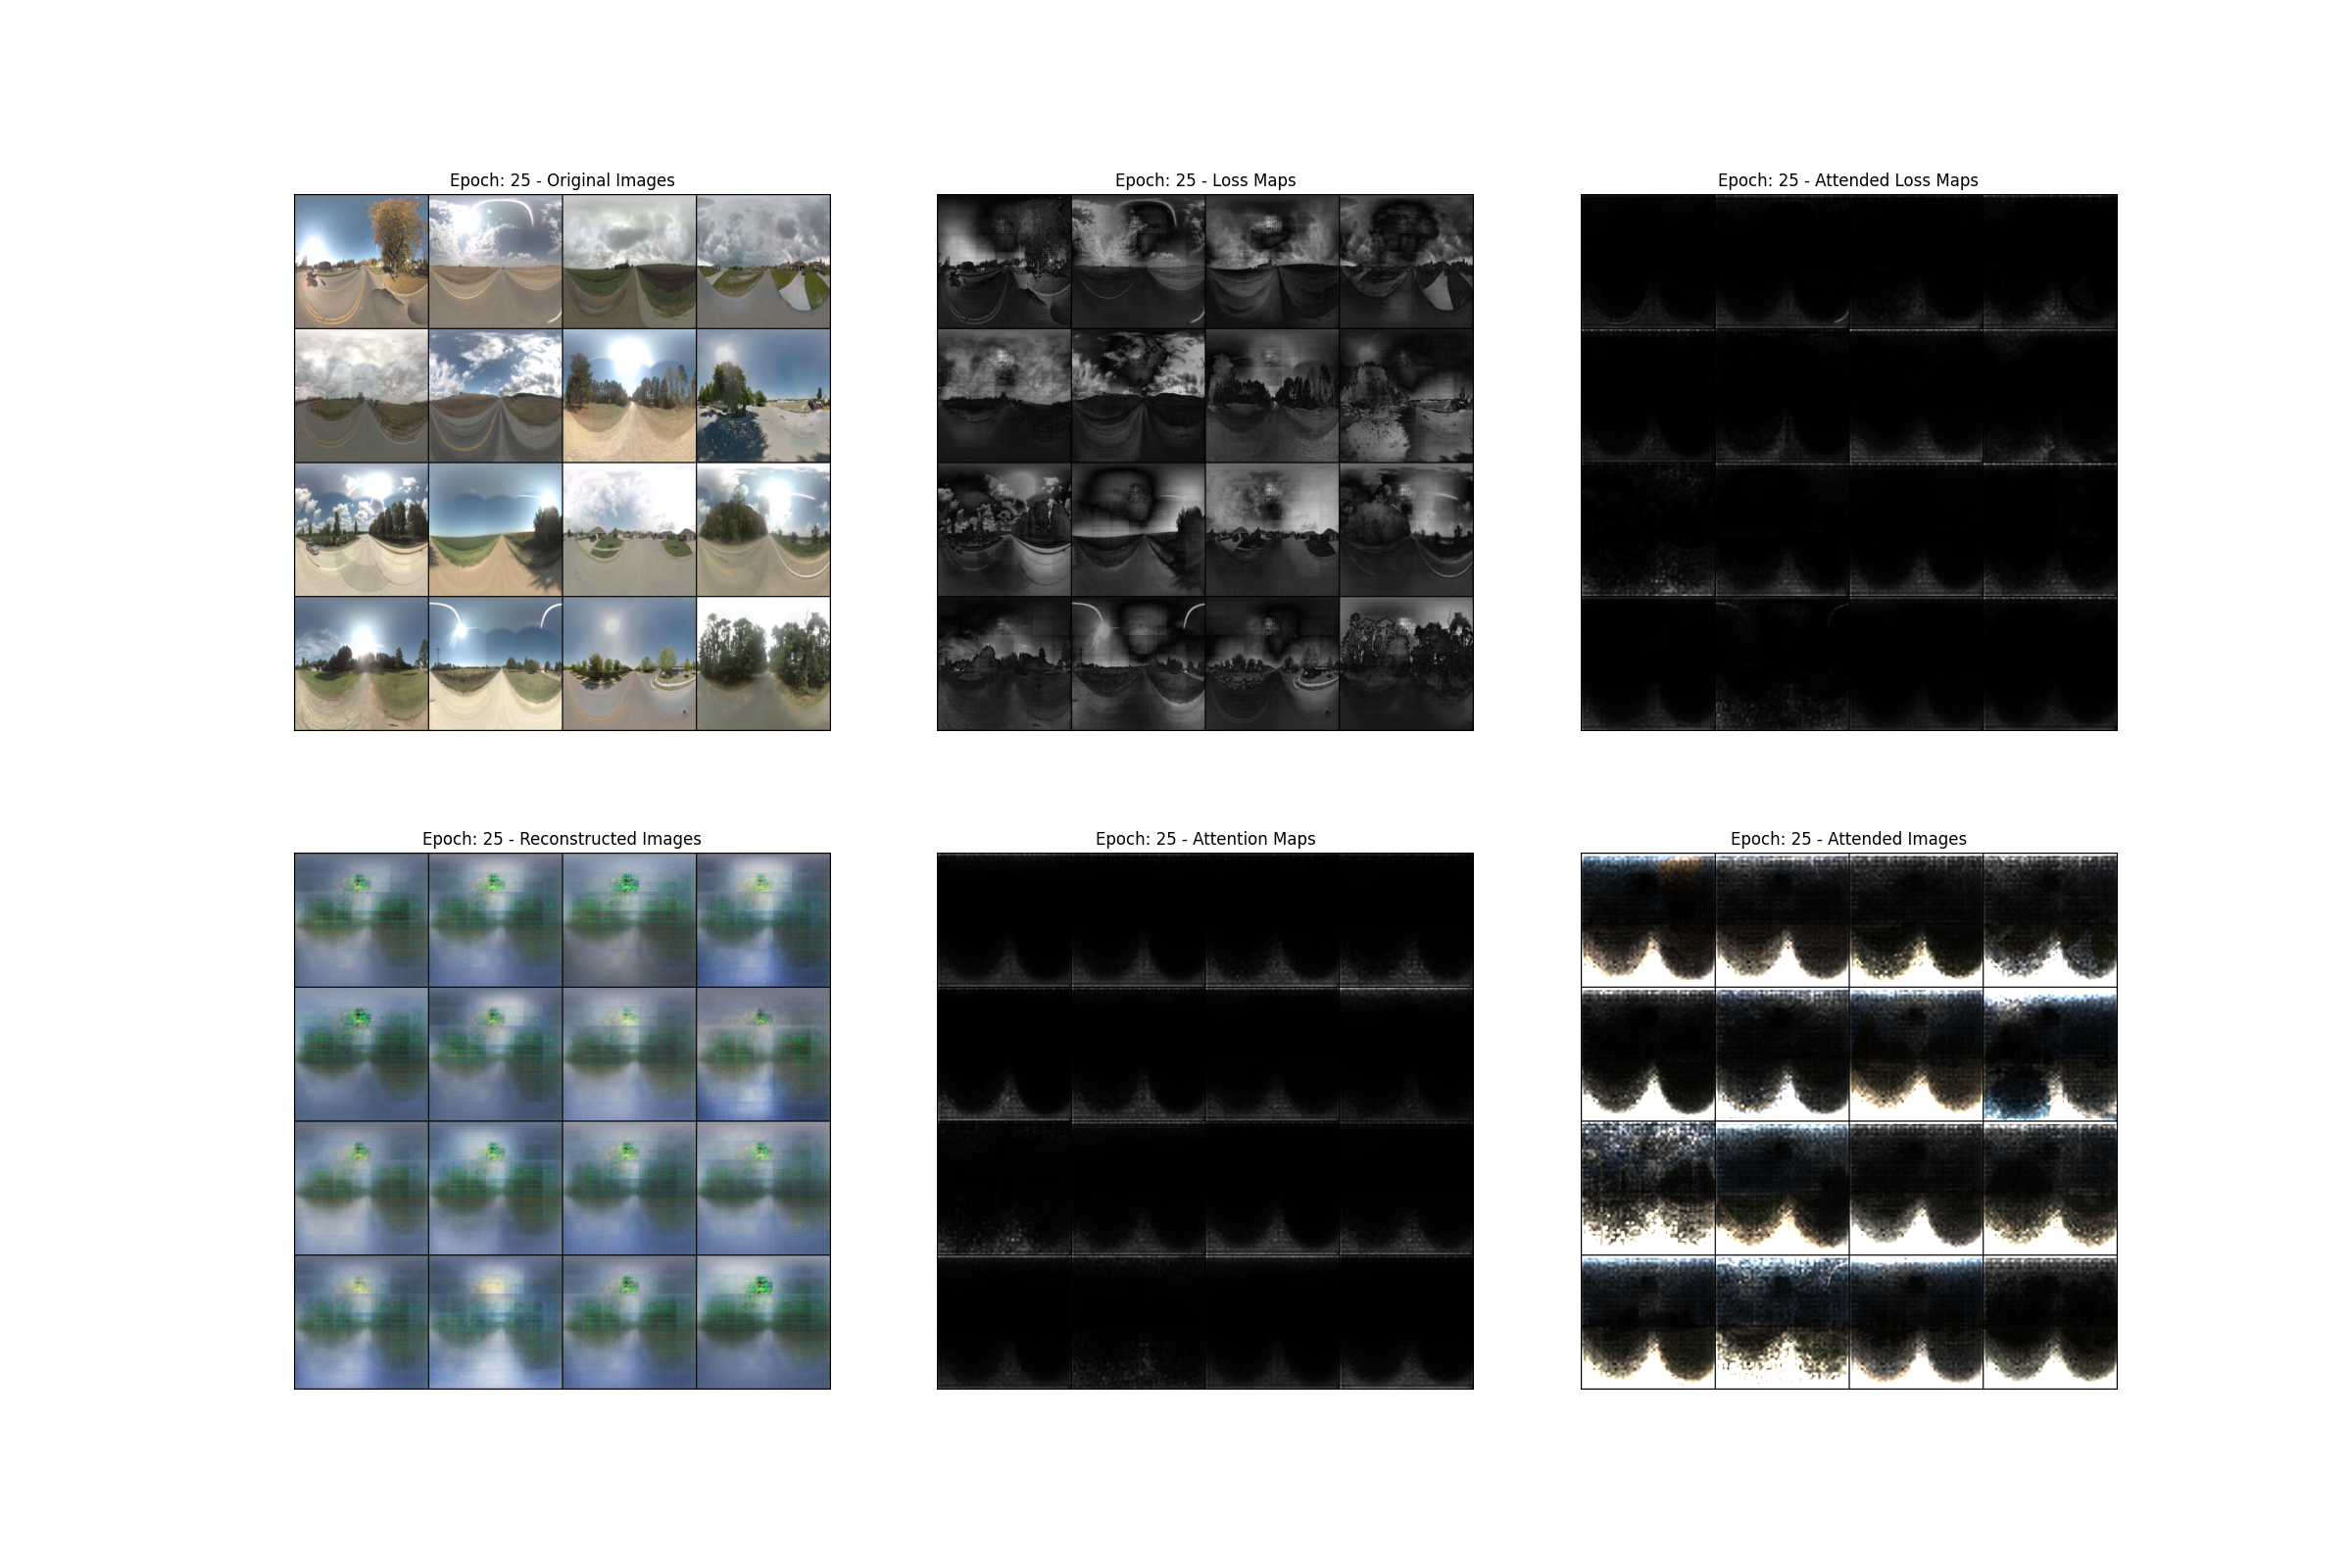 Epoch: 25 - Original Images
Epoch: 25 - Loss Maps
Epoch: 25 - Attended Loss Maps
Epoch: 25 - Reconstructed Images
Epoch: 25 - Attention Maps
Epoch: 25 - Attended Images